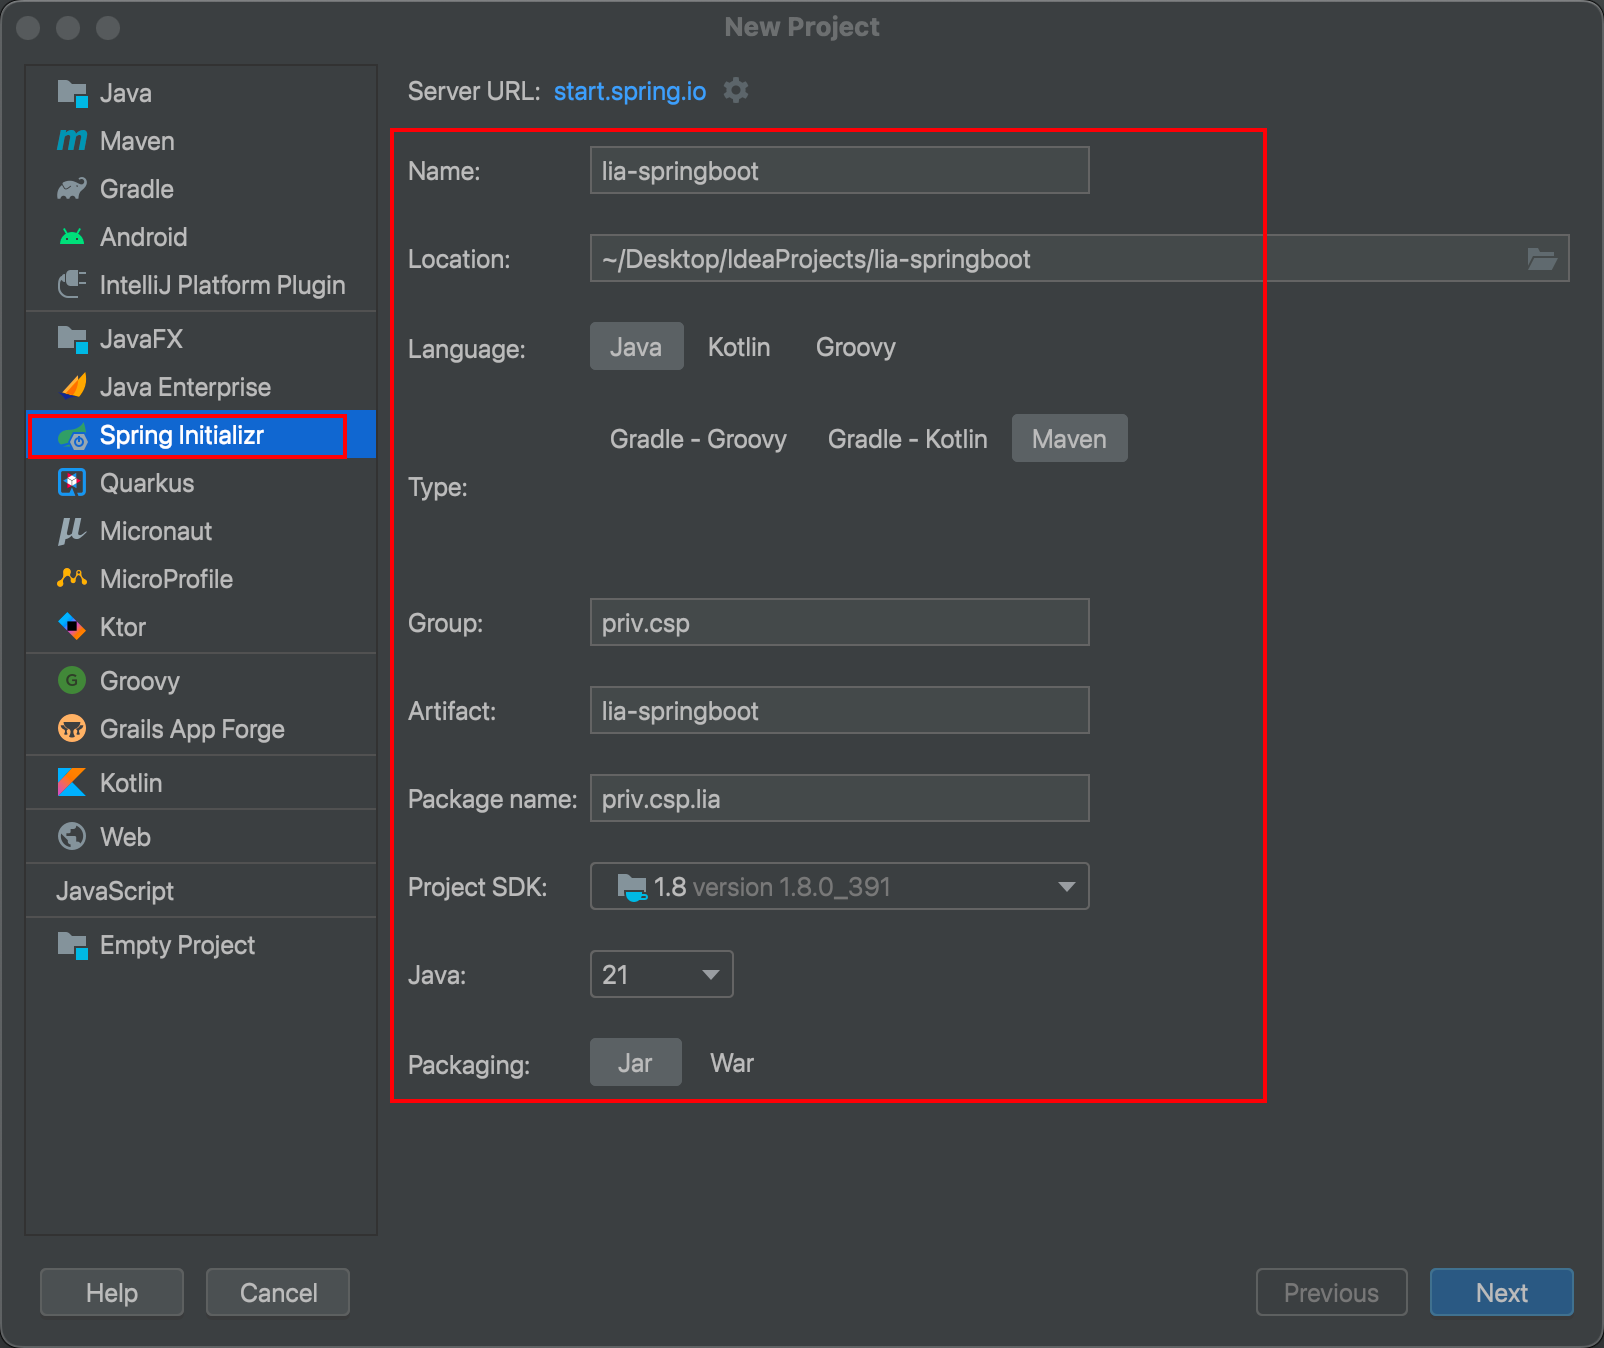 New Project
Java
Maven
Gradle
Android
IntelliJ Platform Plugin
JavaFX
Java Enterprise
Spring Initializr
Quarkus
Micronaut
MicroProfile
Ktor
Groovy
Grails App Forge
Kotlin
Web
JavaScript
Empty Project
Server URL: start.spring.io
Name: lia-springboot
Location: ~/Desktop/IdeaProjects/lia-springboot
Language: Java Kotlin Groovy
Gradle - Groovy Gradle - Kotlin Maven
Type:
Group: priv.csp
Artifact: lia-springboot
Package name: priv.csp.lia
Project SDK: 1.8 version 1.8.0_391
Java: 21
Packaging: Jar War
Help Cancel Previous Next